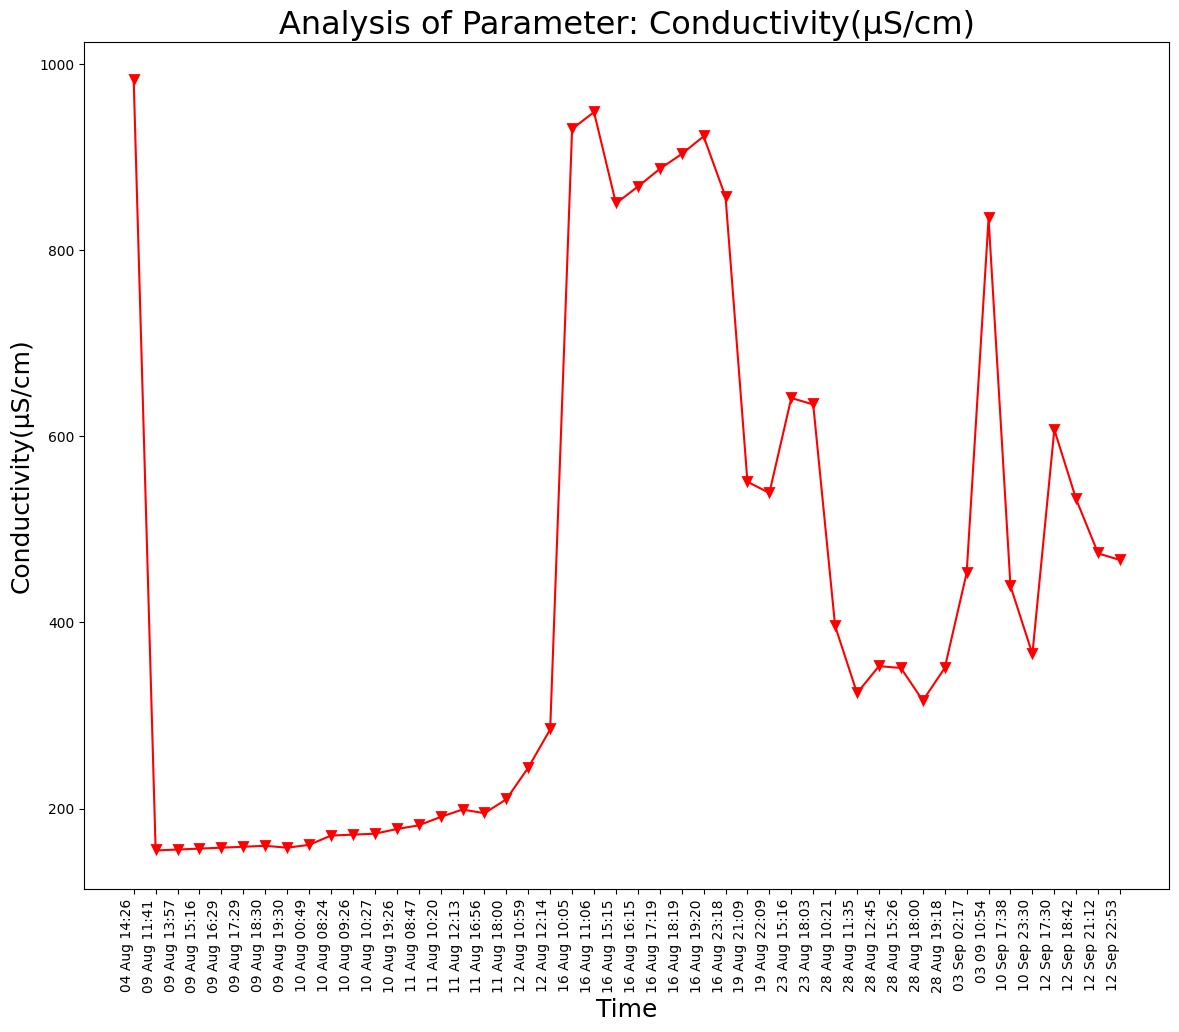 Analysis of Parameter: Conductivity(µS/cm)
Conductivity(µS/cm)
1000
800
600
400
200
04 Aug 14:26
09 Aug 11:41
09 Aug 13:57
09 Aug 15:16
09 Aug 16:29
09 Aug 17:29
09 Aug 18:30
09 Aug 19:30
10 Aug 00:49
10 Aug 08:24
10 Aug 09:26
10 Aug 10:27
10 Aug 19:26
11 Aug 08:47
11 Aug 10:20
11 Aug 12:13
11 Aug 16:56
11 Aug 18:00
12 Aug 10:59
12 Aug 12:14
16 Aug 10:05
16 Aug 11:06
16 Aug 15:15
16 Aug 16:15
16 Aug 17:19
16 Aug 18:19
16 Aug 19:20
16 Aug 23:18
19 Aug 21:09
19 Aug 22:09
23 Aug 15:16
23 Aug 18:03
28 Aug 10:21
28 Aug 11:35
28 Aug 12:45
28 Aug 15:26
28 Aug 18:00
28 Aug 19:18
03 Sep 02:17
03 09 10:54
10 Sep 17:38
10 Sep 23:30
12 Sep 17:30
12 Sep 18:42
12 Sep 21:12
12 Sep 22:53
Time